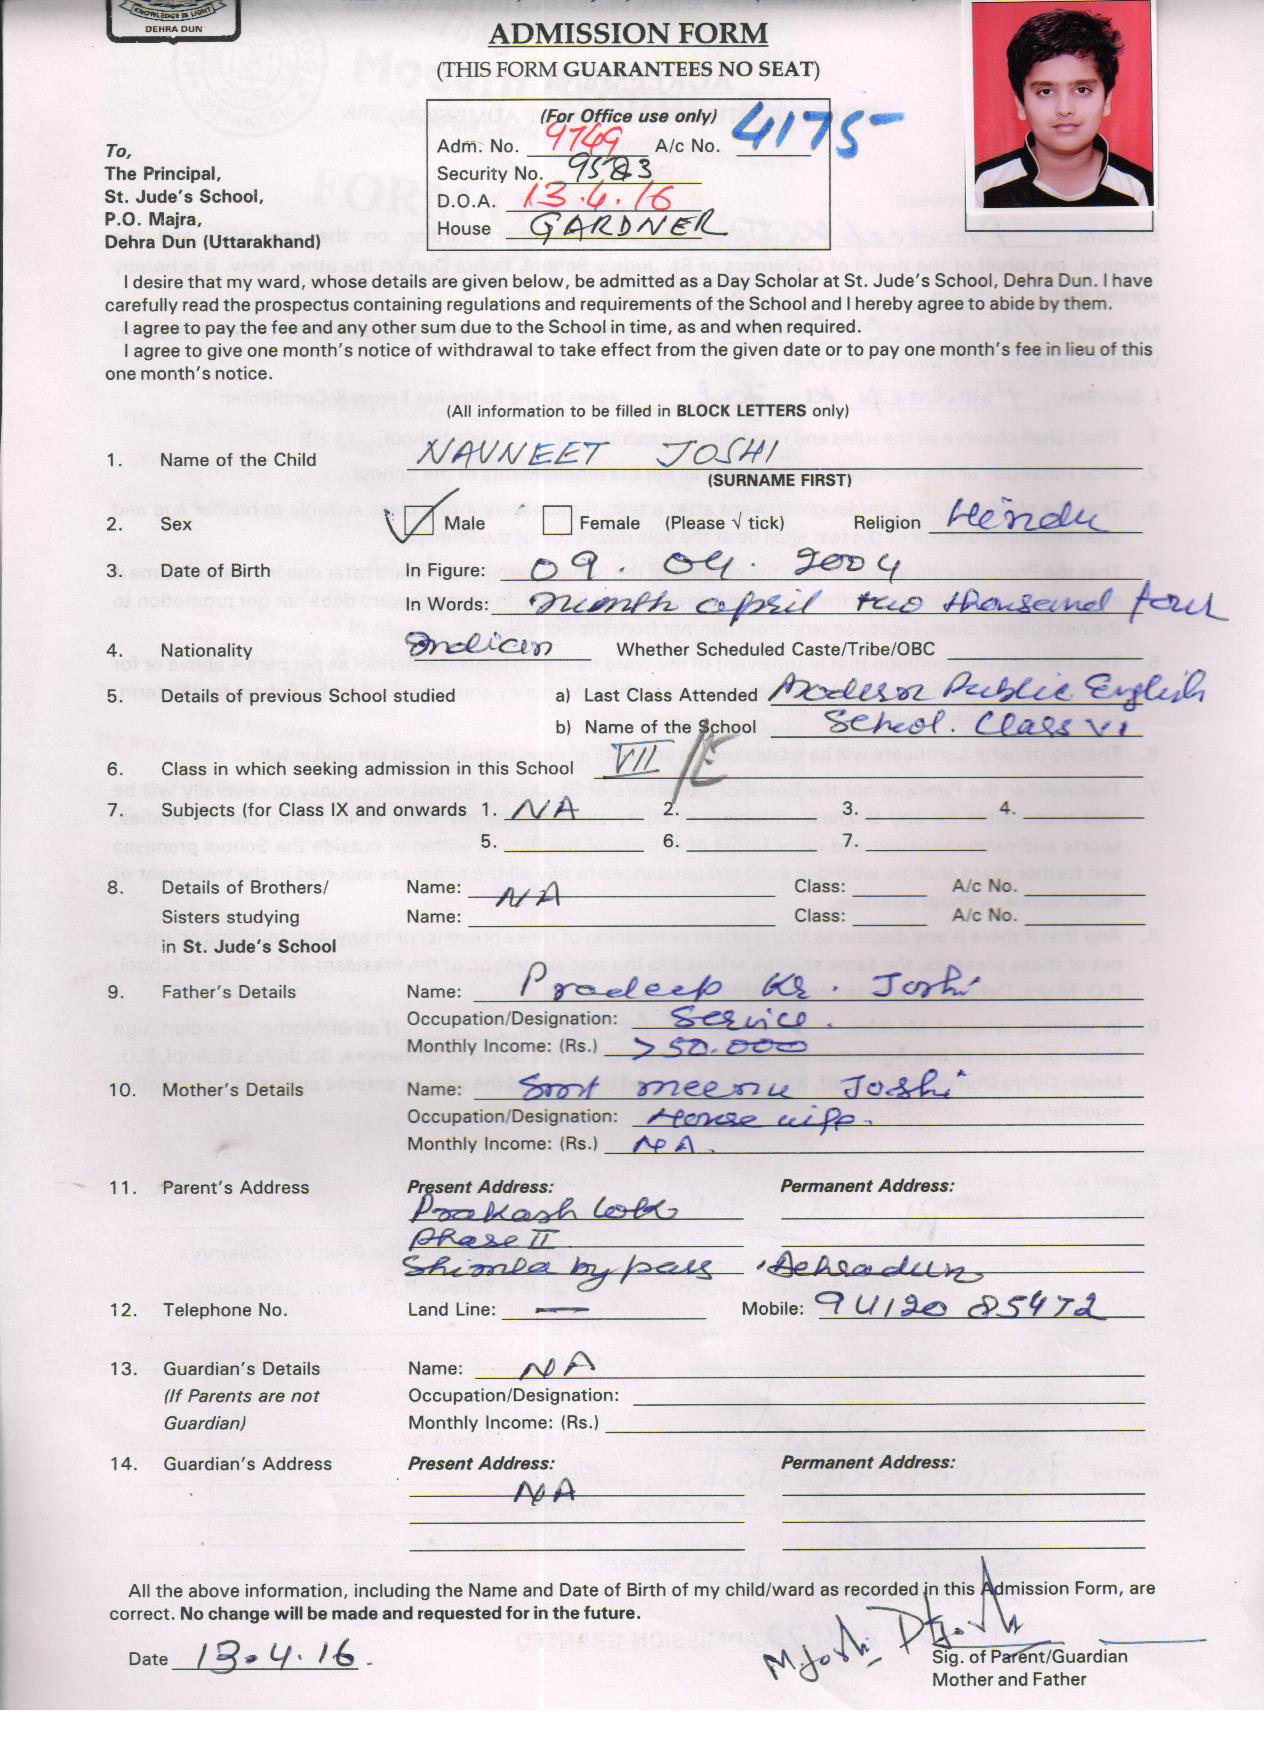 KNOWLEDGE IS LIGHT
DEHRA DUN
ADMISSION FORM
(THIS FORM GUARANTEES NO SEAT)
(For Office use only)
Adm. No. 9749 A/c No. 4175
Security No. 9583
D.O.A. 13.4.16
House GARDNER
To,
The Principal,
St. Jude's School,
P.O. Majra,
Dehra Dun (Uttarakhand)
I desire that my ward, whose details are given below, be admitted as a Day Scholar at St. Jude's School, Dehra Dun. I have
carefully read the prospectus containing regulations and requirements of the School and I hereby agree to abide by them.
I agree to pay the fee and any other sum due to the School in time, as and when required.
I agree to give one month's notice of withdrawal to take effect from the given date or to pay one month's fee in lieu of this
one month's notice.
(All information to be filled in BLOCK LETTERS only)
1. Name of the Child NAVNEET JOSHI
(SURNAME FIRST)
2. Sex Male Female (Please √ tick) Religion Hindu
3. Date of Birth In Figure: 09. 04. 2004
In Words: Ninth april two thousand four
4. Nationality Indian Whether Scheduled Caste/Tribe/OBC
5. Details of previous School studied a) Last Class Attended Modern Public English
b) Name of the School School. Class VI
6. Class in which seeking admission in this School VII /E
7. Subjects (for Class IX and onwards 1. NA 2. 3. 4.
5. 6. 7.
8. Details of Brothers/ Name: N/A Class: A/c No.
Sisters studying Name: Class: A/c No.
in St. Jude's School
9. Father's Details Name: Pradeep Kr. Joshi
Occupation/Designation: Service.
Monthly Income: (Rs.) >50.000
10. Mother's Details Name: Smt meenu Joshi
Occupation/Designation: House wife.
Monthly Income: (Rs.) NA.
11. Parent's Address Present Address: Permanent Address:
Prakash Lok
Phase II
Shimla by pass Dehradun
12. Telephone No. Land Line: — Mobile: 94120 85472
13. Guardian's Details Name: NA
(If Parents are not Occupation/Designation:
Guardian) Monthly Income: (Rs.)
14. Guardian's Address Present Address: Permanent Address:
NA
All the above information, including the Name and Date of Birth of my child/ward as recorded in this Admission Form, are
correct. No change will be made and requested for in the future.
Date 13.4.16. M.Joshi
Sig. of Parent/Guardian
Mother and Father